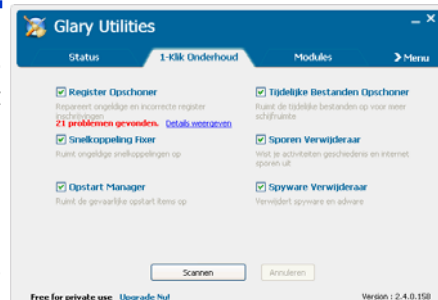 Glary Utilities
Status
1-Klik Onderhoud
Modules
Menu
Register Opschoner
Repareert ongeldige en incorrecte register
inschrijvingen
21 problemen gevonden. Details weergeven
Tijdelijke Bestanden Opschoner
Ruimt de tijdelijke bestanden op voor meer
schijfruimte
Snelkoppeling Fixer
Ruimt ongeldige snelkoppelingen op
Sporen Verwijderaar
Wist je activiteiten geschiedenis en internet
sporen uit
Opstart Manager
Ruimt de gevaarlijke opstart items op
Spyware Verwijderaar
Verwijdert spyware en adware
Scannen
Annuleren
Free for private use Upgrade Nu!
Version : 2.4.0.158